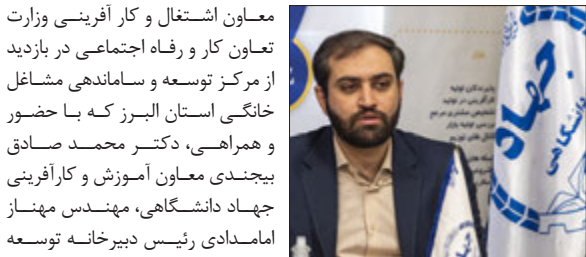 معاون اشتغال و کار آفرینی وزارت
تعاون کار و رفاه اجتماعی در بازدید
از مرکز توسعه و ساماندهی مشاغل
خانگی استان البرز که با حضور
و همراهی، دکتر محمد صادق
بیجندی معاون آموزش و کارآفرینی
جهاد دانشگاهی، مهندس مهناز
امامدادی رئیس دبیرخانه توسعه
جهاد
دانشگاهی